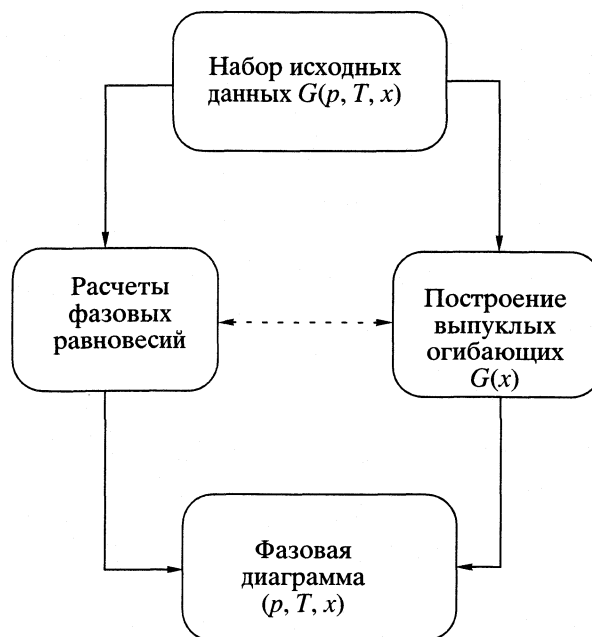 Набор исходных
данных G(p, T, x)
Расчеты
фазовых
равновесий
Построение
выпуклых
огибающих
G(x)
Фазовая
диаграмма
(p, T, x)